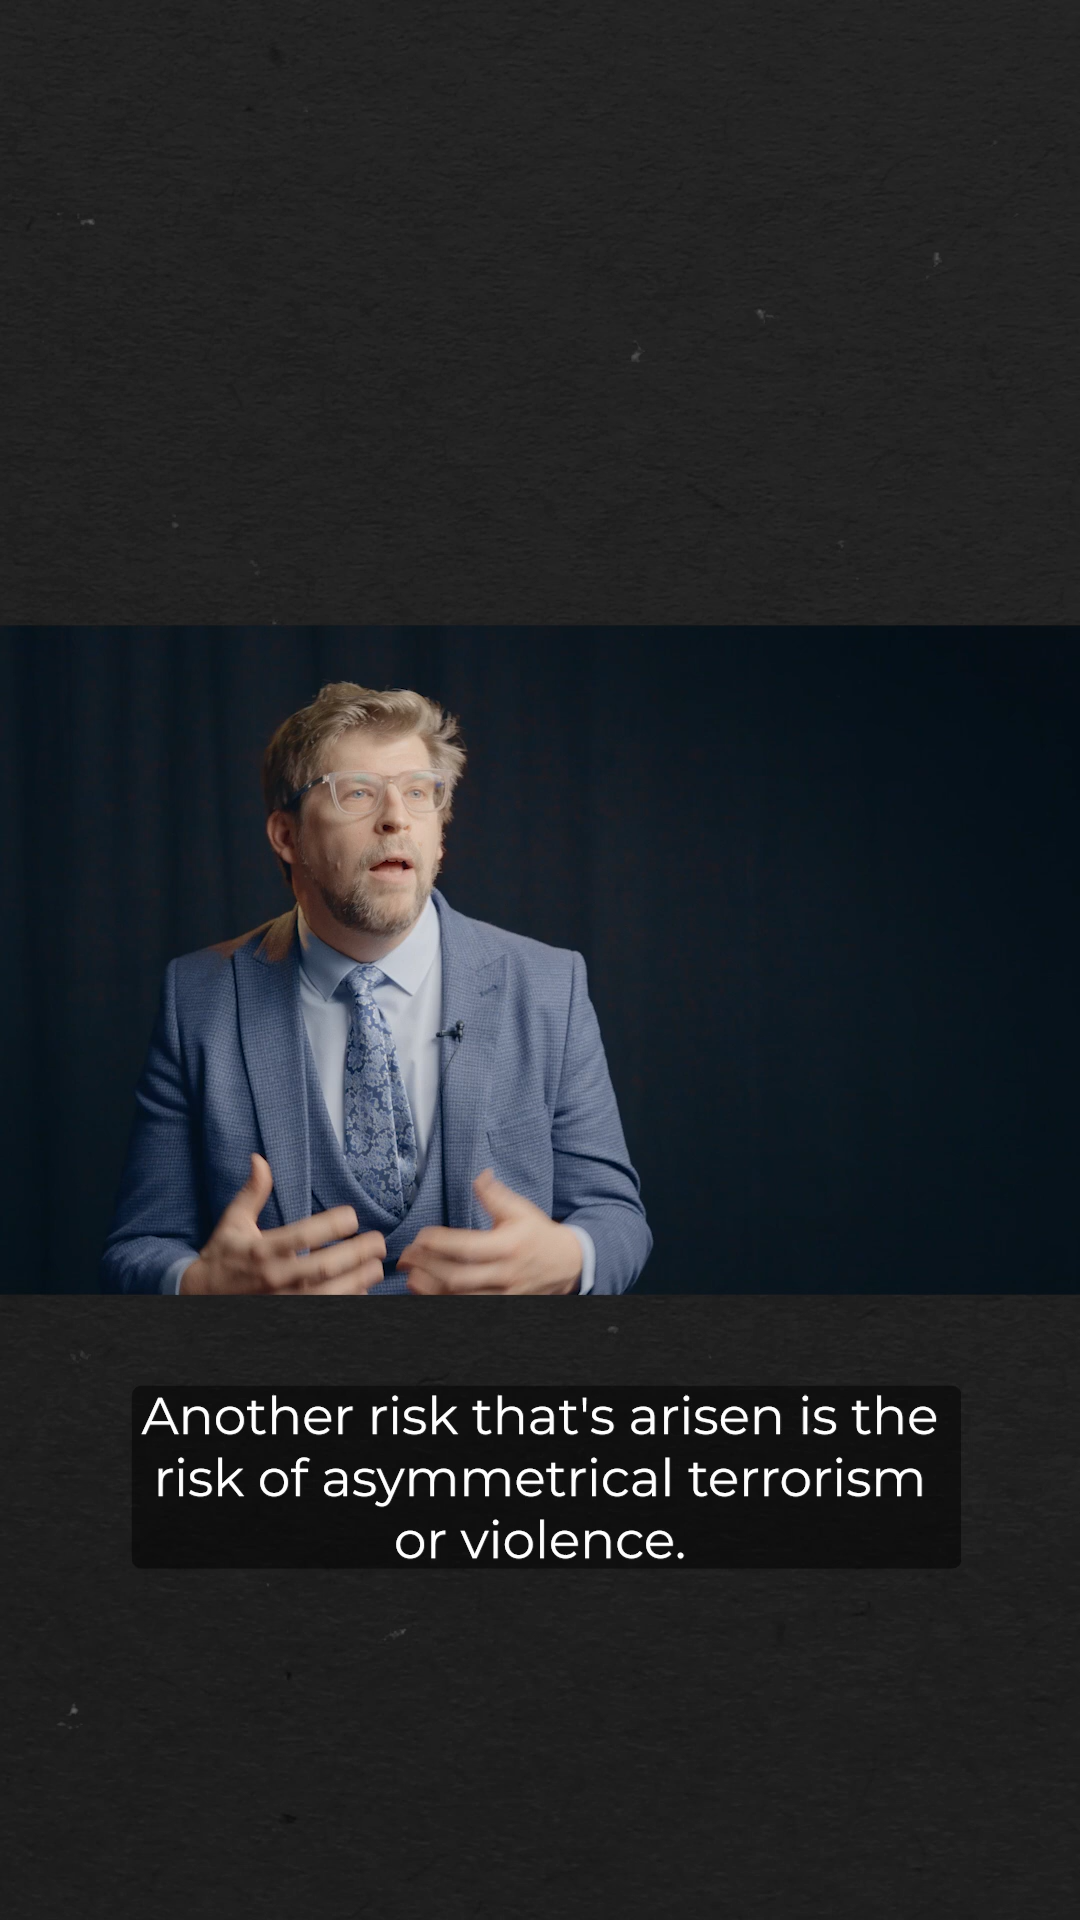 Another risk that's arisen is the
risk of asymmetrical terrorism
or violence.